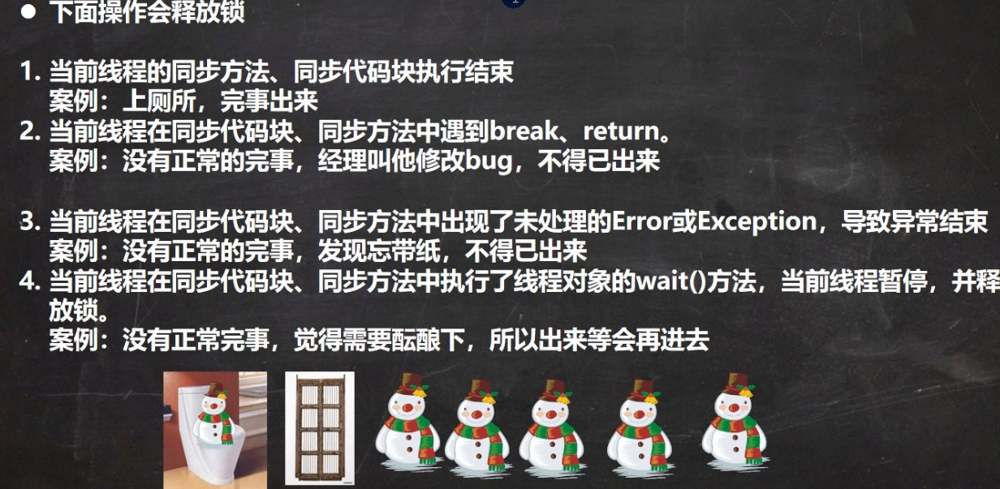 ● 下面操作会释放锁
1. 当前线程的同步方法、同步代码块执行结束
案例：上厕所，完事出来
2. 当前线程在同步代码块、同步方法中遇到break、return。
案例：没有正常的完事，经理叫他修改bug，不得已出来
3. 当前线程在同步代码块、同步方法中出现了未处理的Error或Exception，导致异常结束
案例：没有正常的完事，发现忘带纸，不得已出来
4. 当前线程在同步代码块、同步方法中执行了线程对象的wait()方法，当前线程暂停，并释
放锁。
案例：没有正常完事，觉得需要酝酿下，所以出来等会再进去